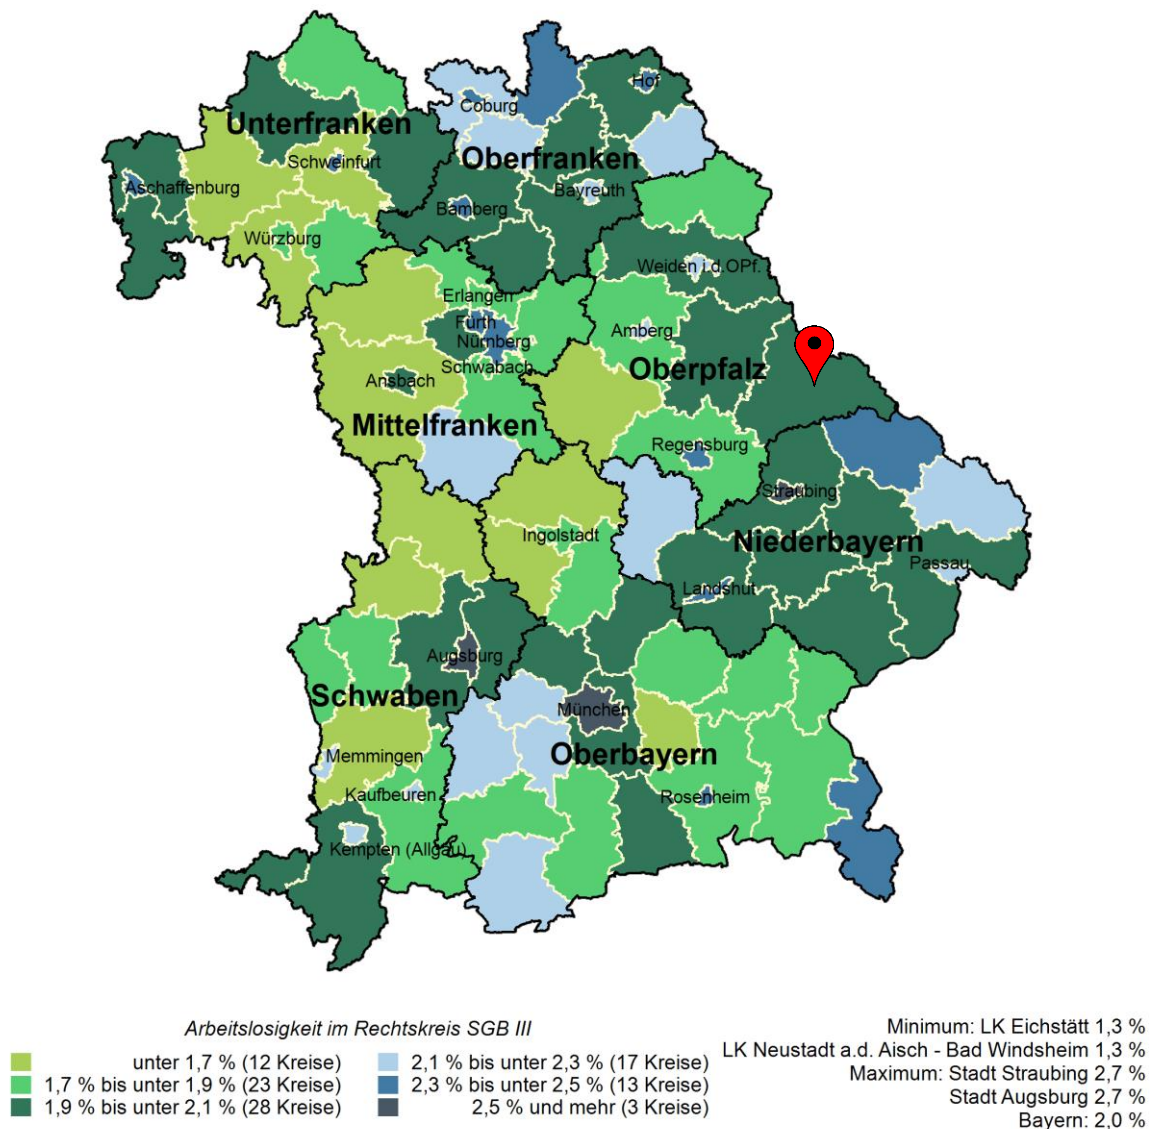 Hof
Coburg
Unterfranken
Oberfranken
Schweinfurt
Aschaffenburg
Bayreuth
Bamberg
Würzburg
Weiden i.d.OPf.
Erlangen
Fürth
Amberg
Nürnberg
Schwabach
Oberpfalz
Ansbach
Mittelfranken
Regensburg
Straubing
Ingolstadt
Niederbayern
Passau
Landshut
Augsburg
Schwaben
München
Oberbayern
Memmingen
Kaufbeuren
Rosenheim
Kempten (Allgäu)
Arbeitslosigkeit im Rechtskreis SGB III
unter 1,7 % (12 Kreise)
1,7 % bis unter 1,9 % (23 Kreise)
1,9 % bis unter 2,1 % (28 Kreise)
2,1 % bis unter 2,3 % (17 Kreise)
2,3 % bis unter 2,5 % (13 Kreise)
2,5 % und mehr (3 Kreise)
Minimum: LK Eichstätt 1,3 %
LK Neustadt a.d. Aisch - Bad Windsheim 1,3 %
Maximum: Stadt Straubing 2,7 %
Stadt Augsburg 2,7 %
Bayern: 2,0 %